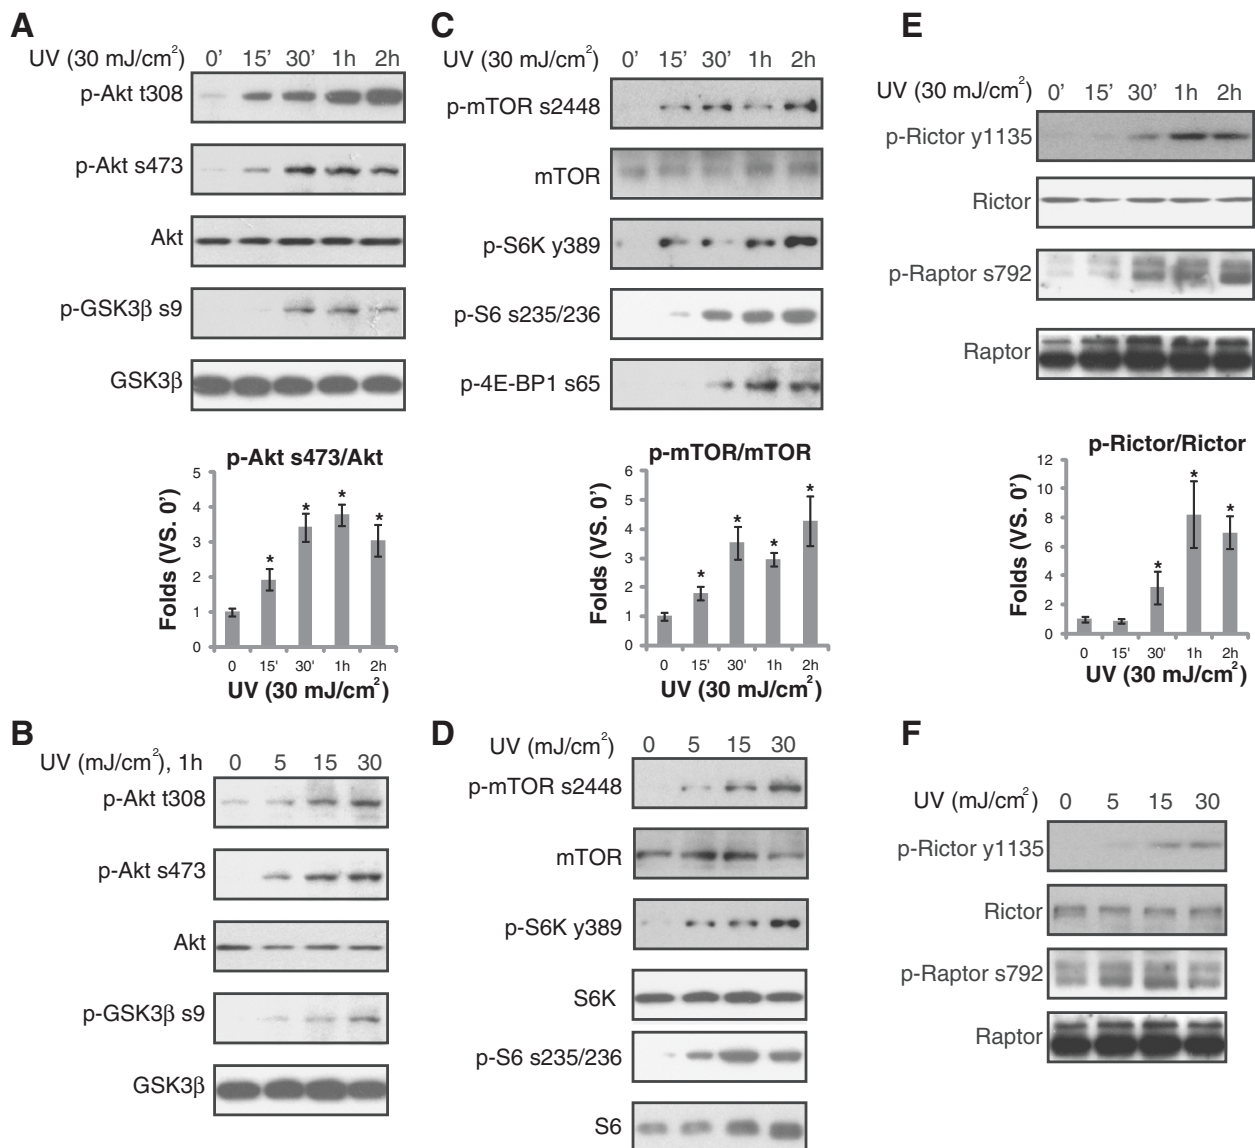 A
UV (30 mJ/cm²) 0’ 15’ 30’ 1h 2h
p-Akt t308
p-Akt s473
Akt
p-GSK3β s9
GSK3β
p-Akt s473/Akt
Folds (VS. 0’)
5
4
3
2
1
0
0 15' 30' 1h 2h
UV (30 mJ/cm²)
B
UV (mJ/cm²), 1h 0 5 15 30
p-Akt t308
p-Akt s473
Akt
p-GSK3β s9
GSK3β
C
UV (30 mJ/cm²) 0’ 15’ 30’ 1h 2h
p-mTOR s2448
mTOR
p-S6K y389
p-S6 s235/236
p-4E-BP1 s65
p-mTOR/mTOR
Folds (VS. 0’)
6
5
4
3
2
1
0
0 15' 30' 1h 2h
UV (30 mJ/cm²)
D
UV (mJ/cm²) 0 5 15 30
p-mTOR s2448
mTOR
p-S6K y389
S6K
p-S6 s235/236
S6
E
UV (30 mJ/cm²) 0’ 15’ 30’ 1h 2h
p-Rictor y1135
Rictor
p-Raptor s792
Raptor
p-Rictor/Rictor
Folds (VS. 0’)
12
10
8
6
4
2
0
0 15' 30' 1h 2h
UV (30 mJ/cm²)
F
UV (mJ/cm²) 0 5 15 30
p-Rictor y1135
Rictor
p-Raptor s792
Raptor